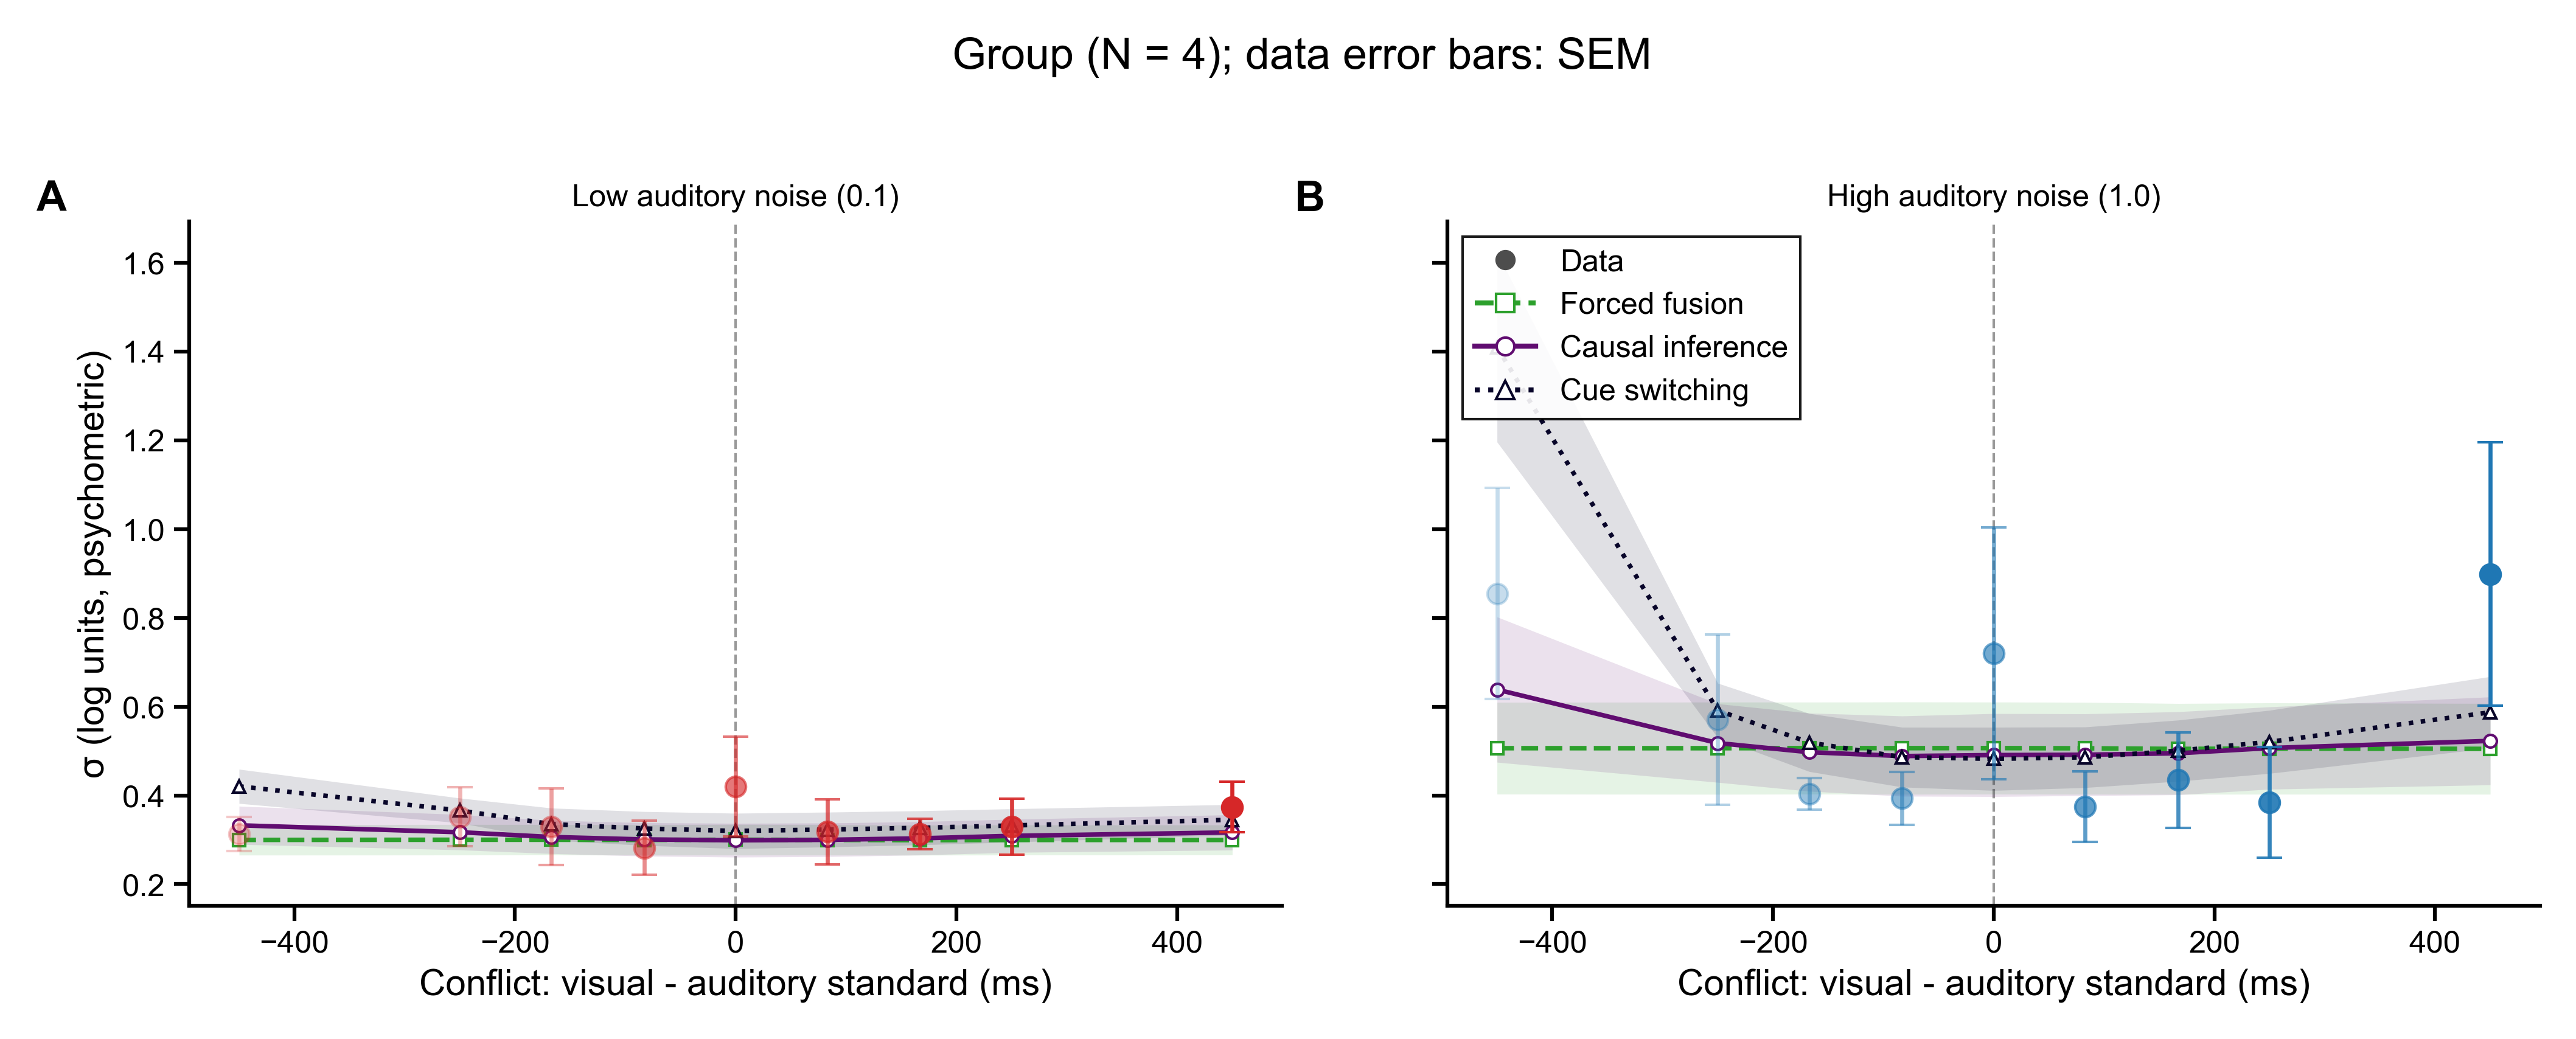 Group (N = 4); data error bars: SEM
A
Low auditory noise (0.1)
1.6
1.4
1.2
1.0
0.8
0.6
0.4
0.2
σ (log units, psychometric)
−400
−200
0
200
400
Conflict: visual - auditory standard (ms)
B
High auditory noise (1.0)
Data
Forced fusion
Causal inference
Cue switching
−400
−200
0
200
400
Conflict: visual - auditory standard (ms)